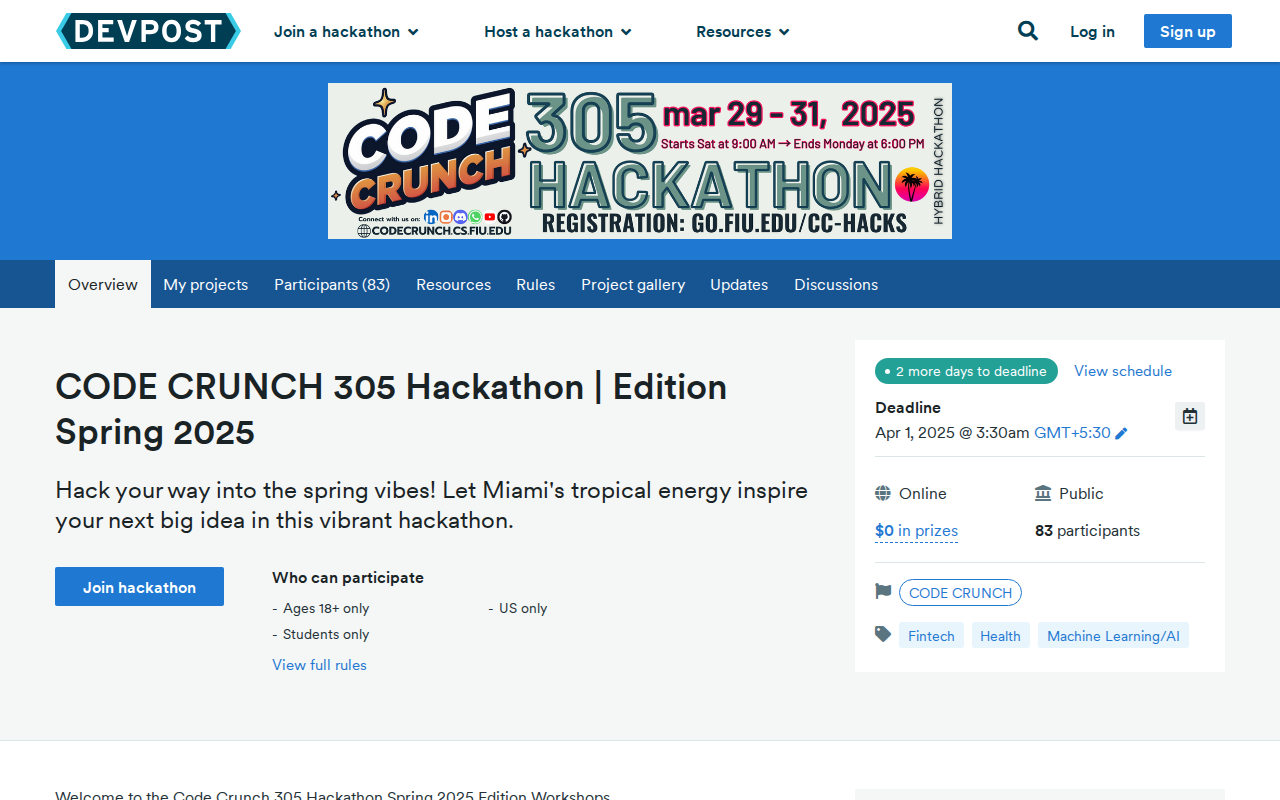 DEVPOST
Join a hackathon
Host a hackathon
Resources
Log in
Sign up
CODE
CRUNCH
Connect with us on:
CODECRUNCH.CS.FIU.EDU
305
mar 29 - 31, 2025
Starts Sat at 9:00 AM → Ends Monday at 6:00 PM
HACKATHON
REGISTRATION: GO.FIU.EDU/CC-HACKS
HYBRID HACKATHON
Overview
My projects
Participants (83)
Resources
Rules
Project gallery
Updates
Discussions
CODE CRUNCH 305 Hackathon | Edition
Spring 2025
Hack your way into the spring vibes! Let Miami's tropical energy inspire
your next big idea in this vibrant hackathon.
Join hackathon
Who can participate
- Ages 18+ only
- US only
- Students only
View full rules
2 more days to deadline
View schedule
Deadline
Apr 1, 2025 @ 3:30am GMT+5:30
Online
Public
$0 in prizes
83 participants
CODE CRUNCH
Fintech
Health
Machine Learning/AI
Welcome to the Code Crunch 305 Hackathon Spring 2025 Edition Workshops